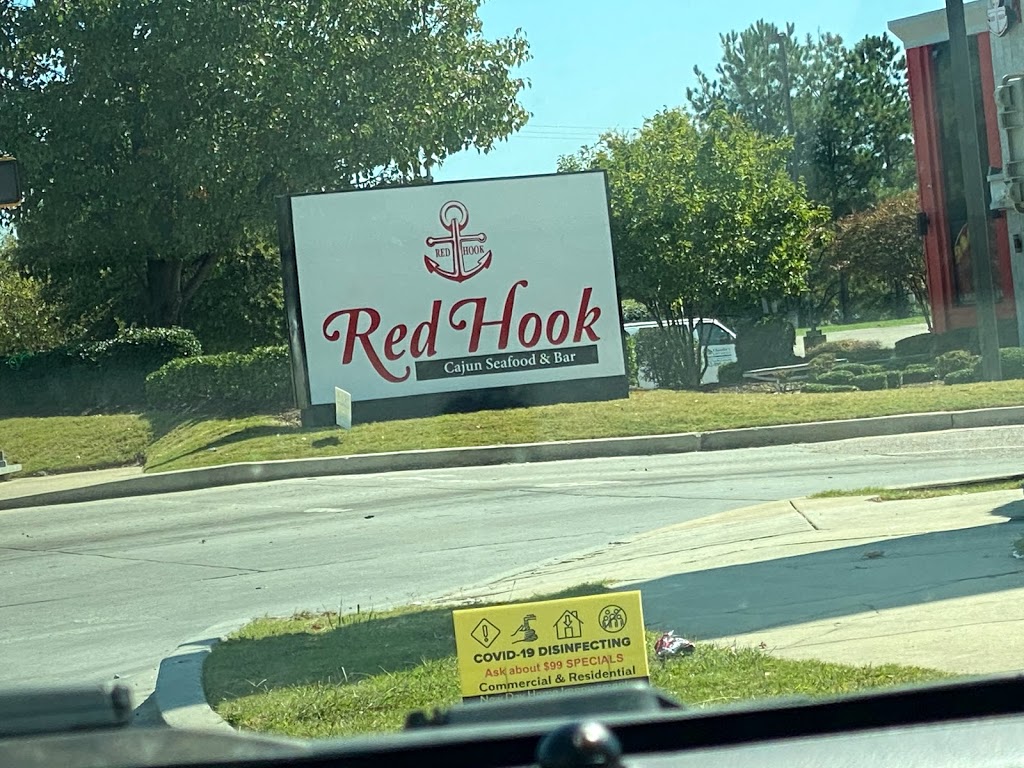 RED HOOK
Red Hook
Cajun Seafood & Bar
COVID-19 DISINFECTING
Ask about $99 SPECIALS
Commercial & Residential